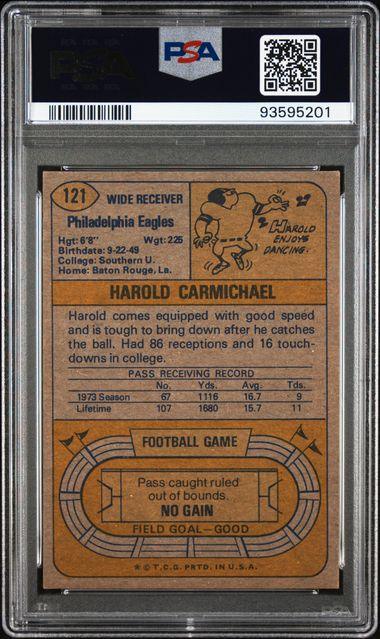 PSA
PSA
PSA
93595201
121
WIDE RECEIVER
Philadelphia Eagles
Hgt: 6'8" Wgt: 225
Birthdate: 9-22-49
College: Southern U.
Home: Baton Rouge, La.
HAROLD
ENJOYS
DANCING.
HAROLD CARMICHAEL
Harold comes equipped with good speed
and is tough to bring down after he catches
the ball. Had 86 receptions and 16 touch-
downs in college.
PASS RECEIVING RECORD
No. Yds. Avg. Tds.
1973 Season 67 1116 16.7 9
Lifetime 107 1680 15.7 11
FOOTBALL GAME
Pass caught ruled
out of bounds.
NO GAIN
FIELD GOAL—GOOD
* © T.C.G. PRTD. IN U.S.A.